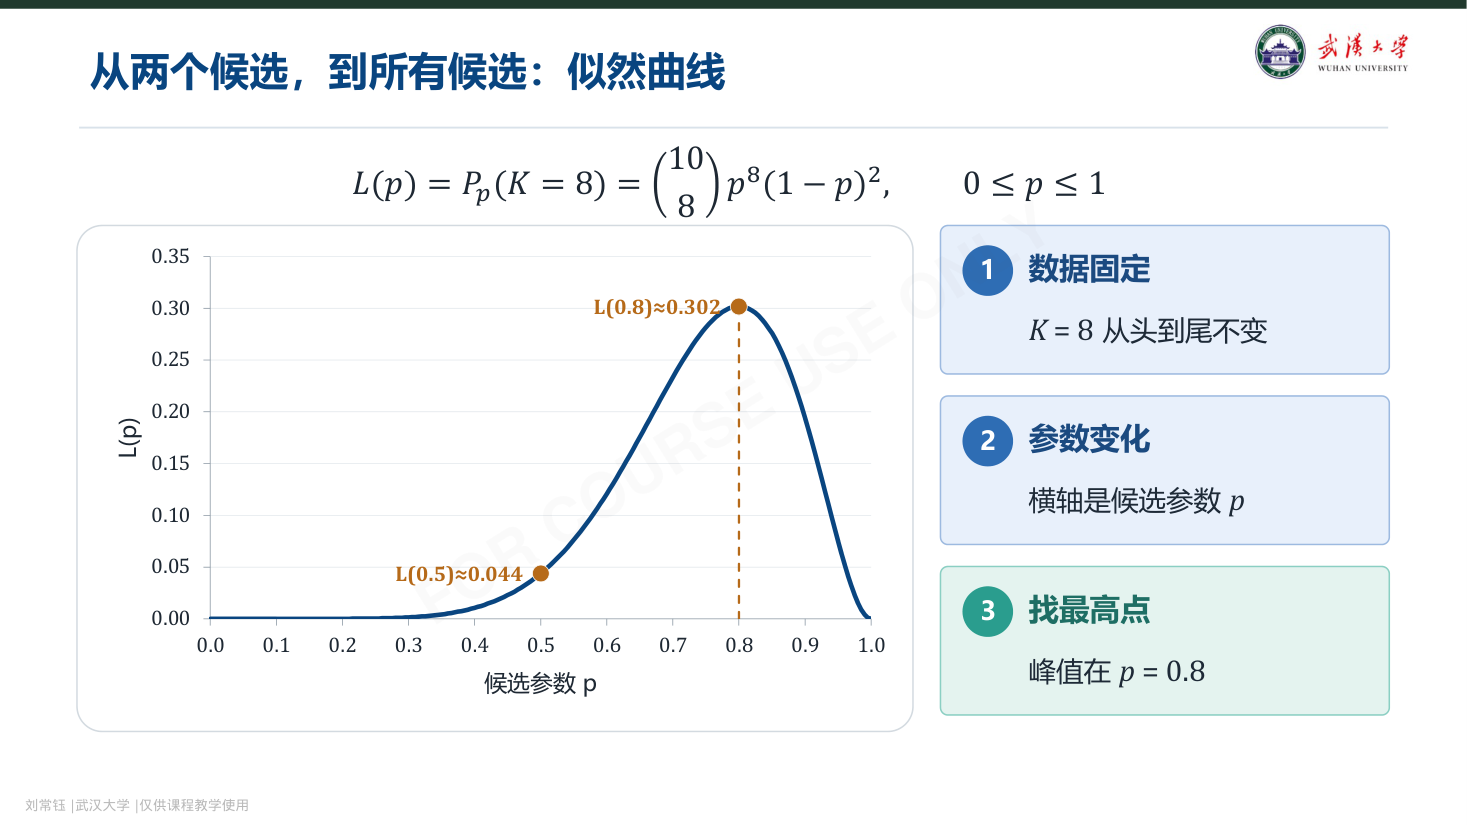 从两个候选，到所有候选：似然曲线
武汉大学
WUHAN UNIVERSITY
L(p) = Pₚ(K = 8) = (10 8) p⁸(1 − p)², 0 ≤ p ≤ 1
0.35
0.30
0.25
0.20
0.15
0.10
0.05
0.00
L(p)
L(0.8)≈0.302
L(0.5)≈0.044
0.0 0.1 0.2 0.3 0.4 0.5 0.6 0.7 0.8 0.9 1.0
候选参数 p
1 数据固定
K = 8 从头到尾不变
2 参数变化
横轴是候选参数 p
3 找最高点
峰值在 p = 0.8
FOR COURSE USE ONLY
刘常钰 |武汉大学 |仅供课程教学使用